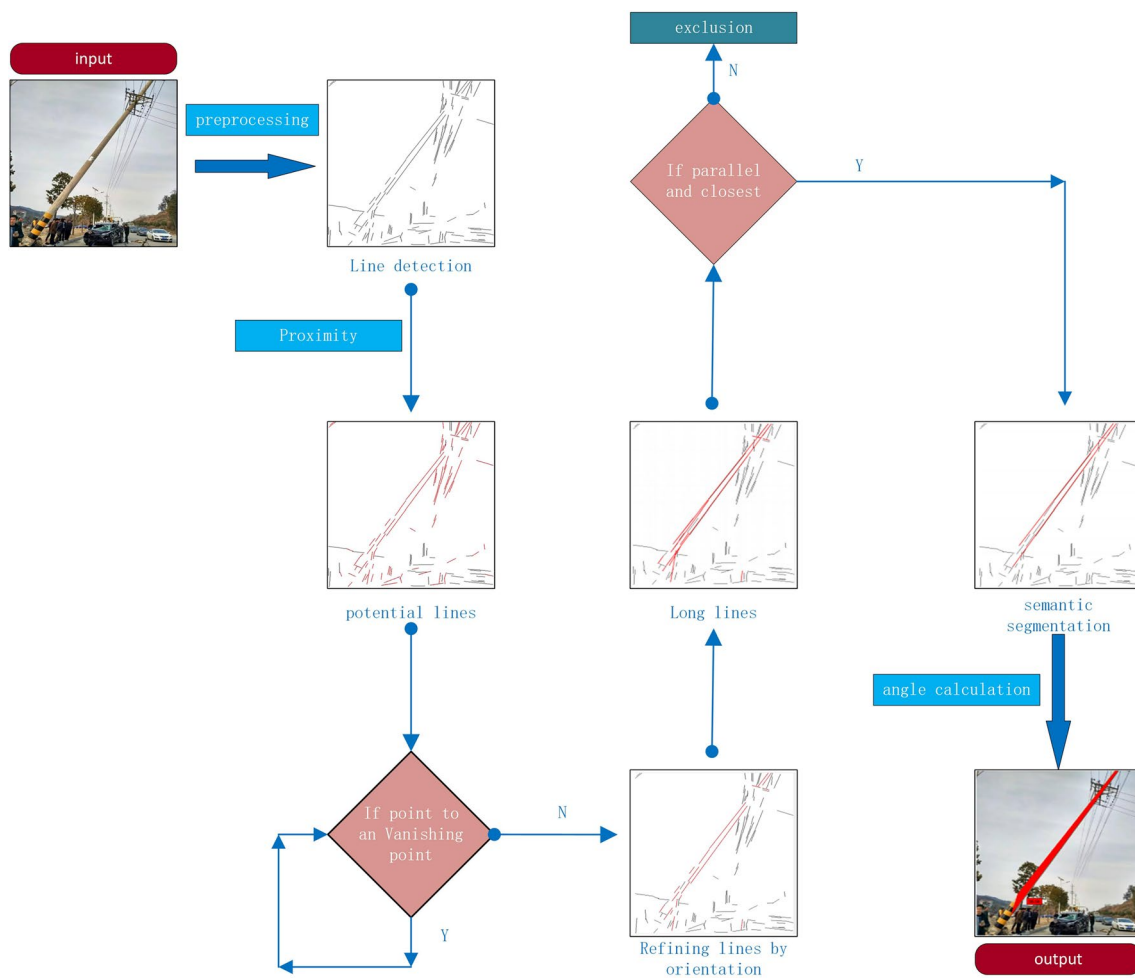 input
preprocessing
Line detection
Proximity
potential lines
If point to
an Vanishing
point
Y
N
Refining lines by
orientation
Long lines
If parallel
and closest
N
exclusion
Y
semantic
segmentation
angle calculation
output